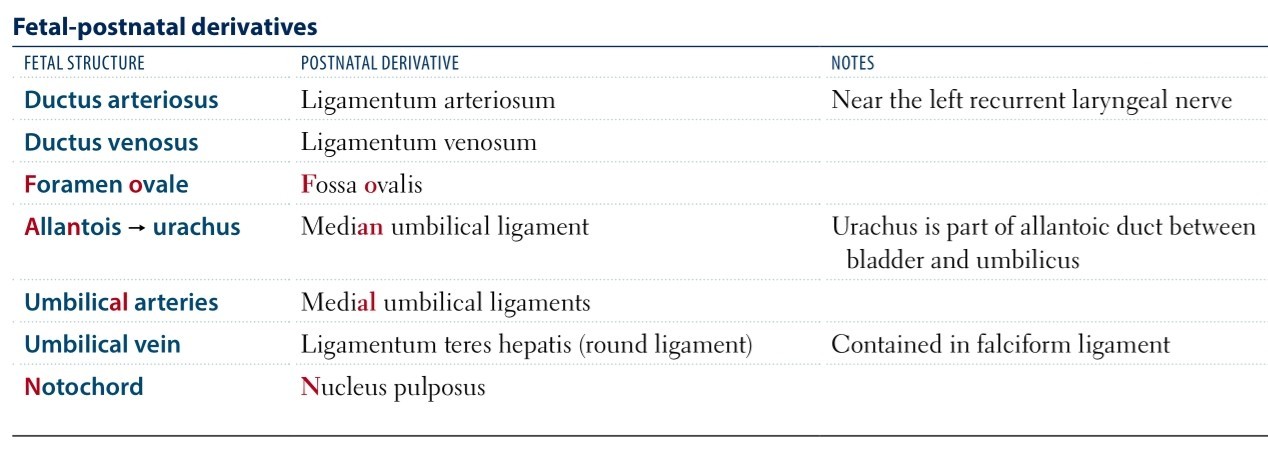 Fetal-postnatal derivatives
FETAL STRUCTURE POSTNATAL DERIVATIVE NOTES
Ductus arteriosus Ligamentum arteriosum Near the left recurrent laryngeal nerve
Ductus venosus Ligamentum venosum
Foramen ovale Fossa ovalis
Allantois → urachus Median umbilical ligament Urachus is part of allantoic duct between
bladder and umbilicus
Umbilical arteries Medial umbilical ligaments
Umbilical vein Ligamentum teres hepatis (round ligament) Contained in falciform ligament
Notochord Nucleus pulposus